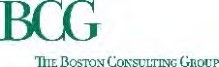 BCG
THE BOSTON CONSULTING GROUP